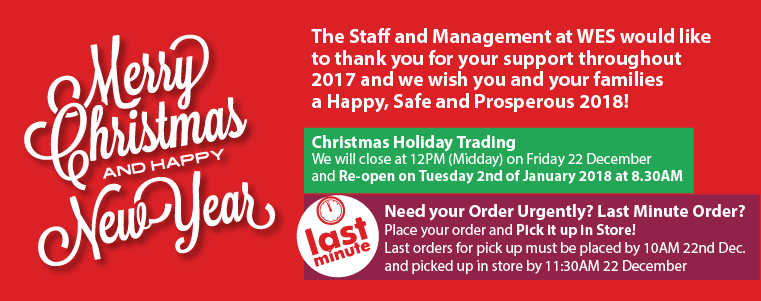 Merry
Christmas
AND HAPPY
New Year
The Staff and Management at WES would like
to thank you for your support throughout
2017 and we wish you and your families
a Happy, Safe and Prosperous 2018!
Christmas Holiday Trading
We will close at 12PM (Midday) on Friday 22 December
and Re-open on Tuesday 2nd of January 2018 at 8.30AM
last
minute
Need your Order Urgently? Last Minute Order?
Place your order and Pick it up in Store!
Last orders for pick up must be placed by 10AM 22nd Dec.
and picked up in store by 11:30AM 22 December